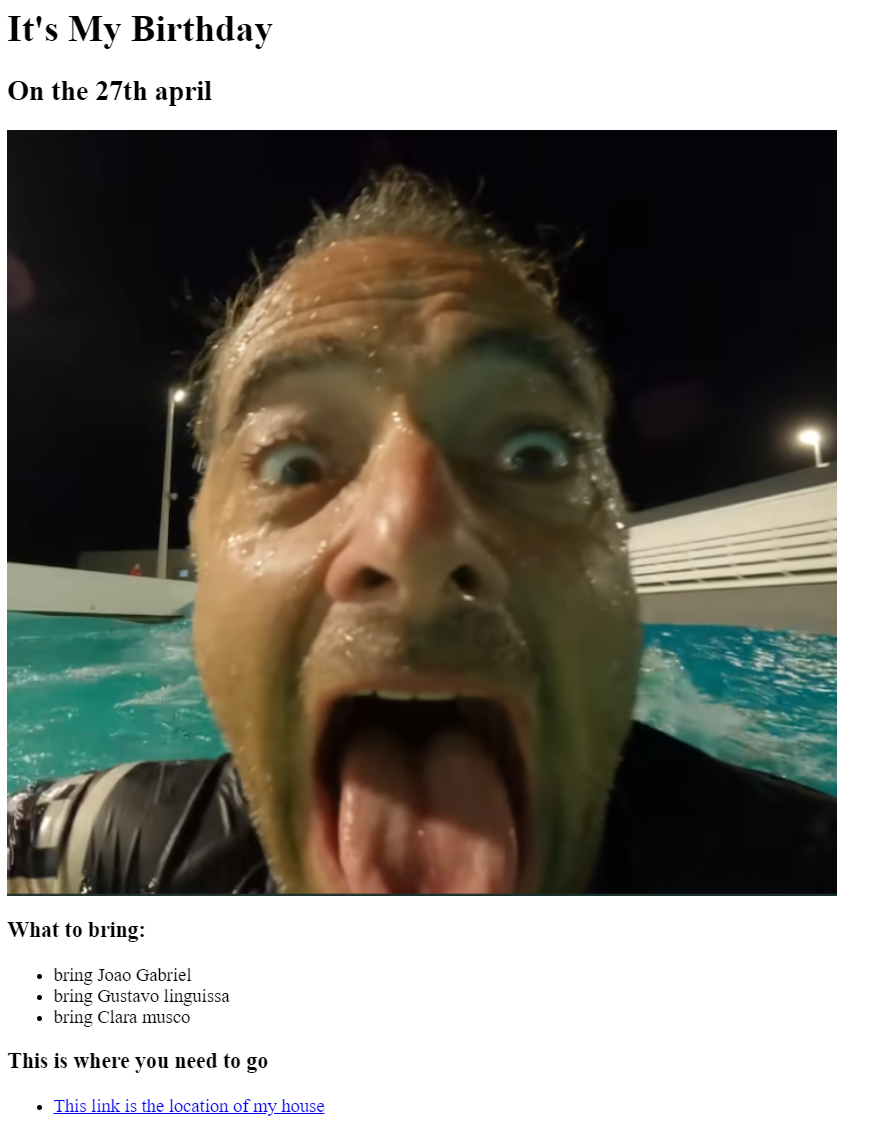 It's My Birthday
On the 27th april
What to bring:
bring Joao Gabriel
bring Gustavo linguissa
bring Clara musco
This is where you need to go
This link is the location of my house